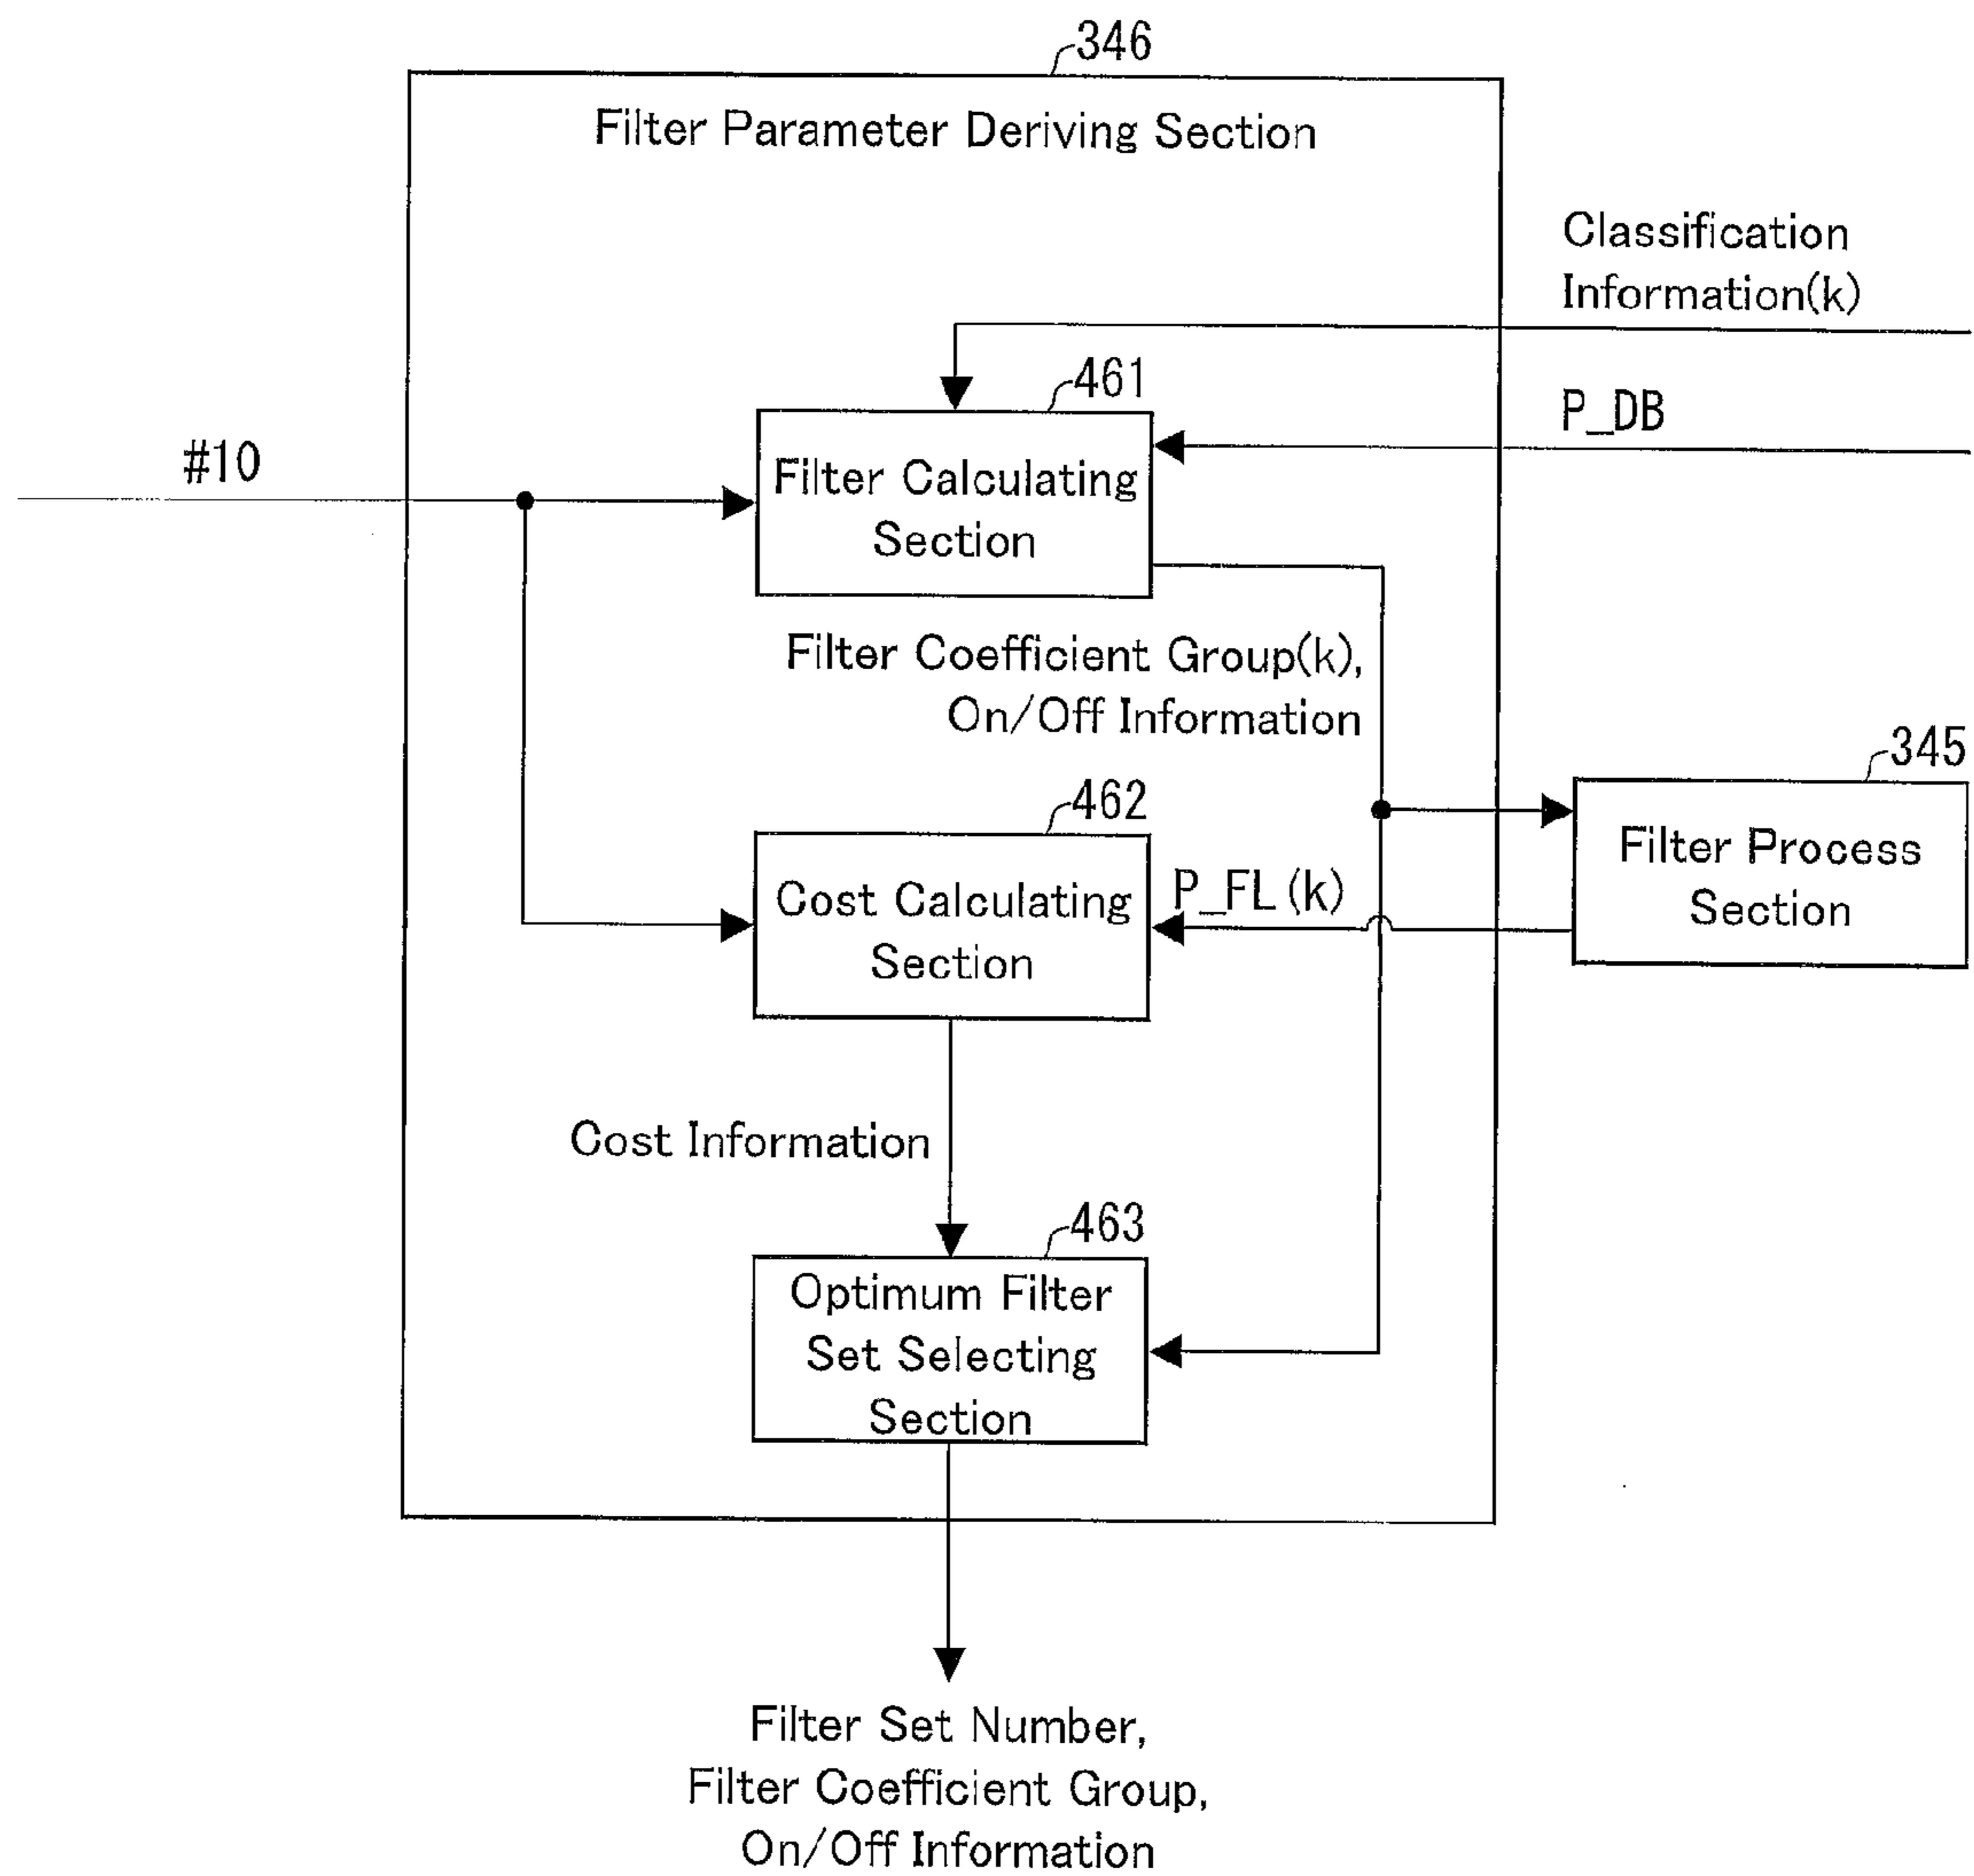 346
Filter Parameter Deriving Section
Classification
Information(k)
461
P_DB
#10
Filter Calculating
Section
Filter Coefficient Group(k),
On/Off Information
345
462
Filter Process
Section
P_FL(k)
Cost Calculating
Section
Cost Information
463
Optimum Filter
Set Selecting
Section
Filter Set Number,
Filter Coefficient Group,
On/Off Information